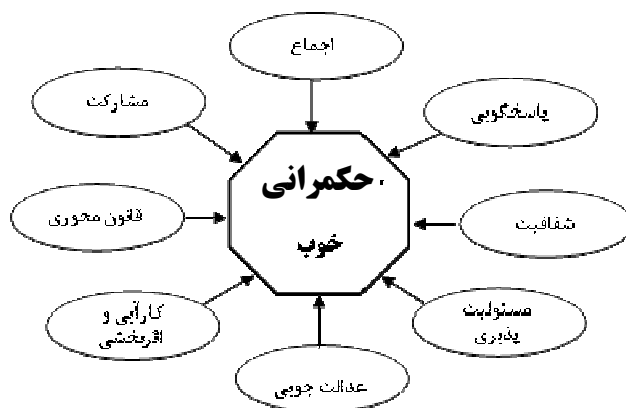 اجماع
مشارکت
پاسخگویی
حکمرانی
خوب
قانون محوری
شفافیت
کارآیی و
اثربخشی
مسئولیت
پذیری
عدالت جویی